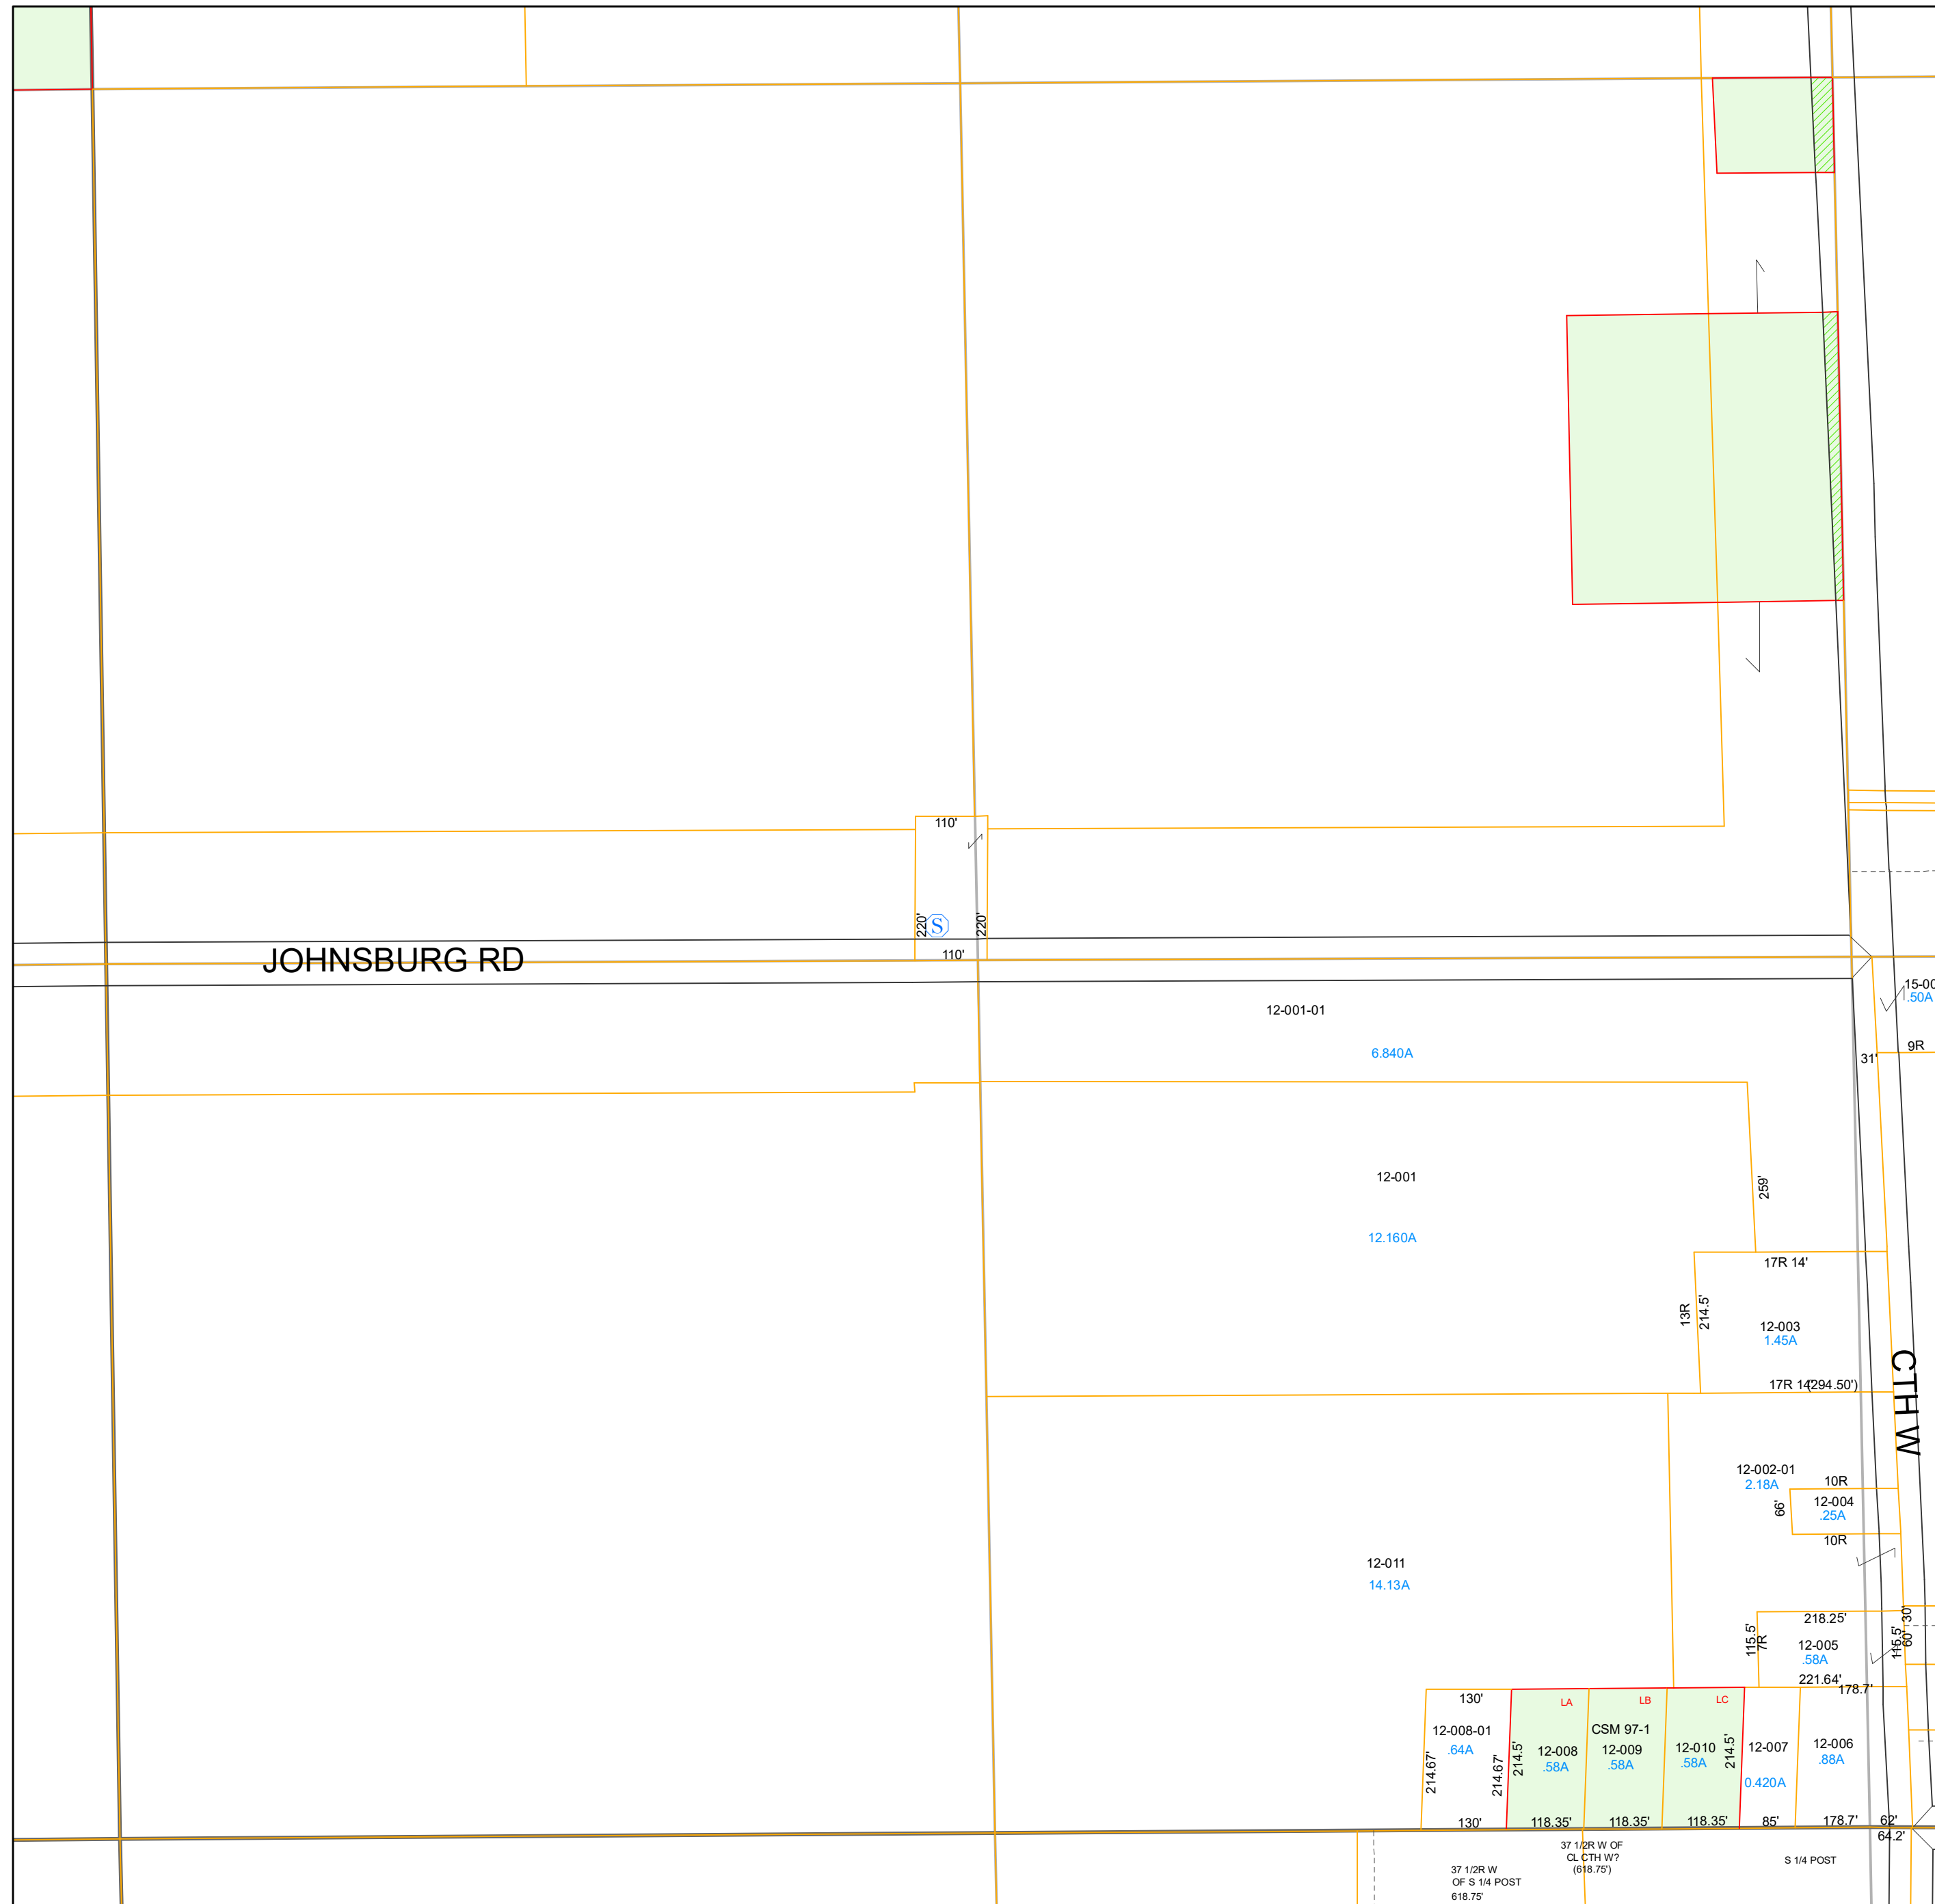 110'
220'
S
220'
110'
JOHNSBURG RD
12-001-01
6.840A
15-00
.50A
9R
31'
12-001
12.160A
259'
17R 14'
13R
214.5'
12-003
1.45A
17R 14'
(294.50')
CTH W
12-002-01
2.18A
10R
66'
12-004
.25A
10R
12-011
14.13A
218.25'
115.5'
7R
12-005
.58A
115.5'
60'
30'
221.64'
178.7'
130'
12-008-01
.64A
214.67'
214.67'
130'
LA
LB
LC
CSM 97-1
214.5'
12-008
.58A
12-009
.58A
12-010
.58A
214.5'
12-007
0.420A
12-006
.88A
118.35'
118.35'
118.35'
85'
178.7'
62'
64.2'
37 1/2R W OF
CL CTH W?
(618.75')
37 1/2R W
OF S 1/4 POST
618.75'
S 1/4 POST